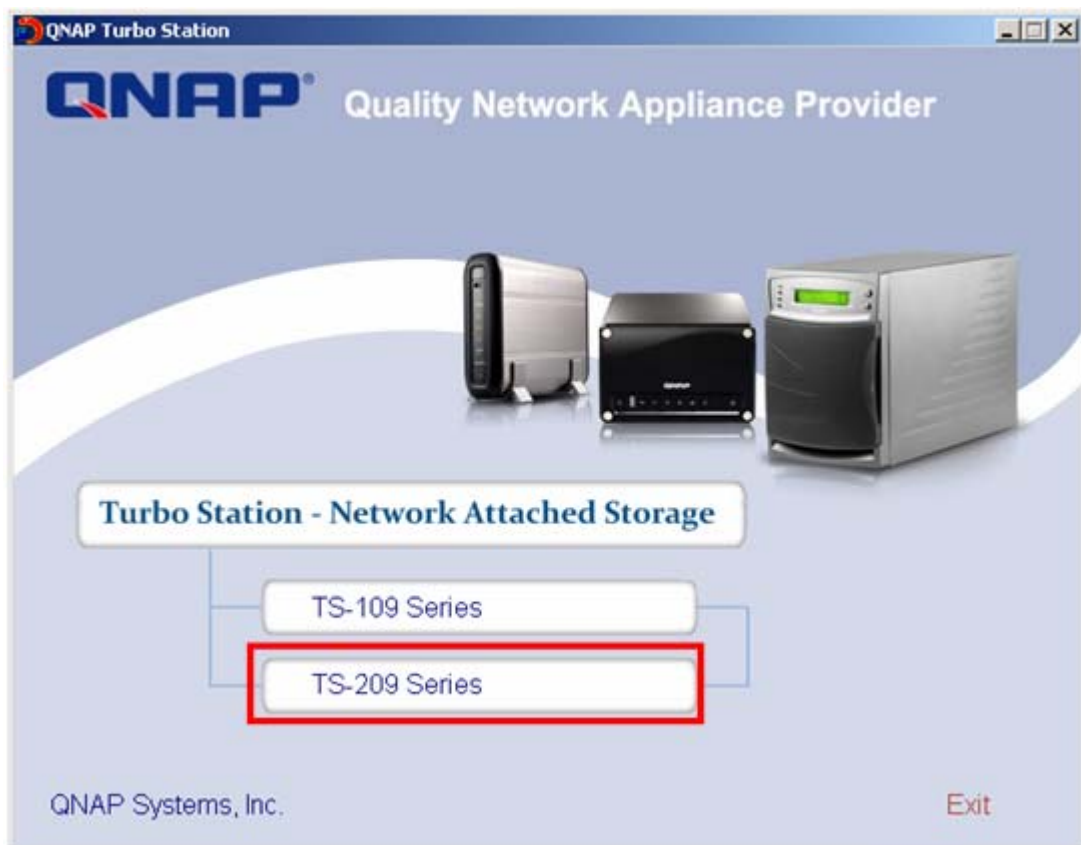 QNAP Turbo Station
QNAP®
Quality Network Appliance Provider
QNAP
Turbo Station - Network Attached Storage
TS-109 Series
TS-209 Series
QNAP Systems, Inc.
Exit